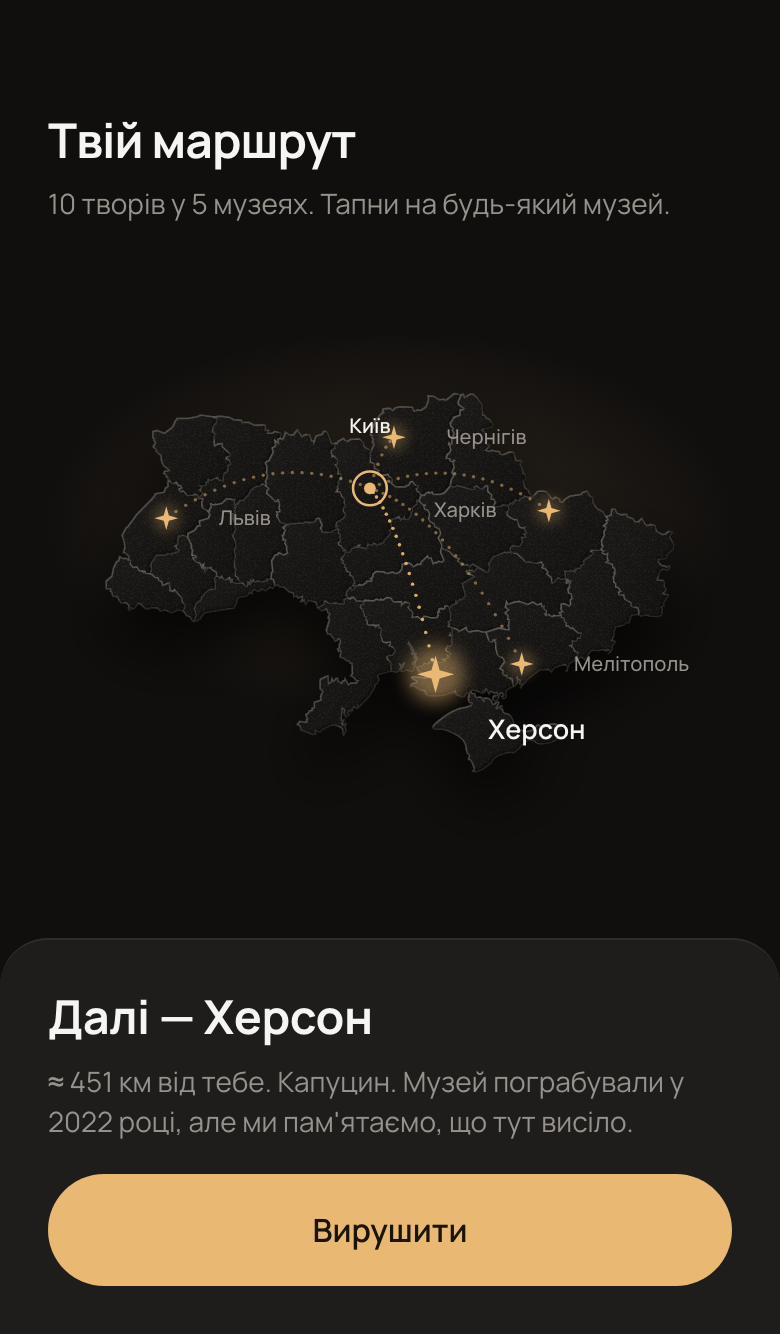 Твій маршрут
10 творів у 5 музеях. Тапни на будь-який музей.
Київ
Чернігів
Харків
Львів
Мелітополь
Херсон
Далі — Херсон
≈ 451 км від тебе. Капуцин. Музей пограбували у
2022 році, але ми пам'ятаємо, що тут висіло.
Вирушити